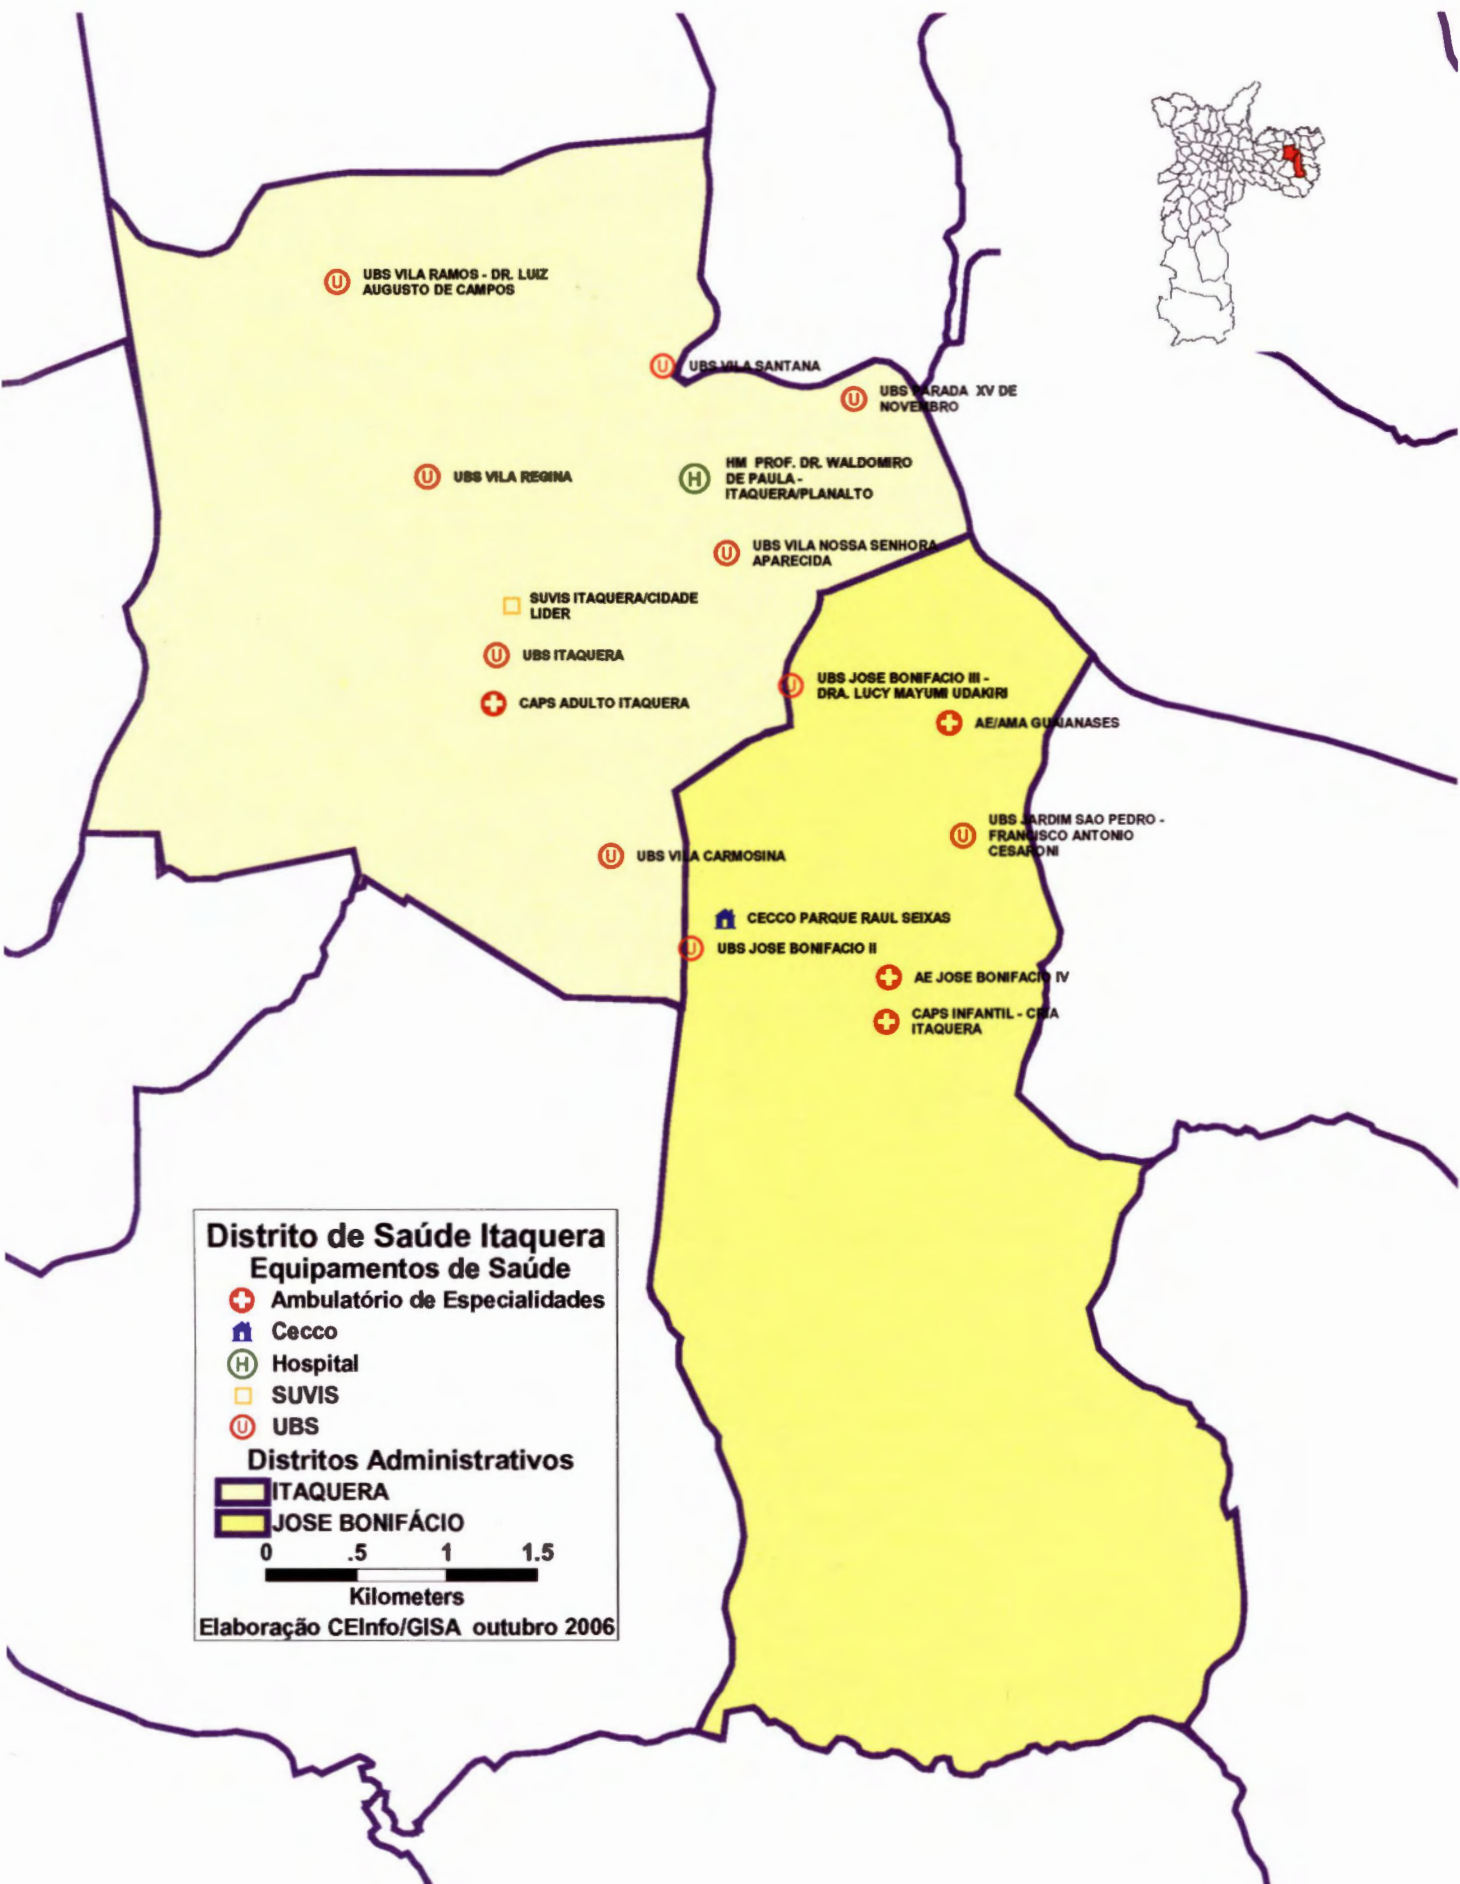 UBS VILA RAMOS - DR. LUIZ
AUGUSTO DE CAMPOS
UBS VILA SANTANA
UBS PARADA XV DE
NOVEMBRO
UBS VILA REGINA
HM PROF. DR. WALDOMIRO
DE PAULA -
ITAQUERA/PLANALTO
UBS VILA NOSSA SENHORA
APARECIDA
SUVIS ITAQUERA/CIDADE
LIDER
UBS ITAQUERA
CAPS ADULTO ITAQUERA
UBS JOSE BONIFACIO III -
DRA. LUCY MAYUMI UDAKIRI
AE/AMA GUAIANASES
UBS JARDIM SAO PEDRO -
FRANCISCO ANTONIO
CESARONI
UBS VILA CARMOSINA
CECCO PARQUE RAUL SEIXAS
UBS JOSE BONIFACIO II
AE JOSE BONIFACIO IV
CAPS INFANTIL - CRIA
ITAQUERA
Distrito de Saúde Itaquera
Equipamentos de Saúde
Ambulatório de Especialidades
Cecco
H Hospital
SUVIS
U UBS
Distritos Administrativos
ITAQUERA
JOSE BONIFÁCIO
0 .5 1 1.5
Kilometers
Elaboração CEInfo/GISA outubro 2006